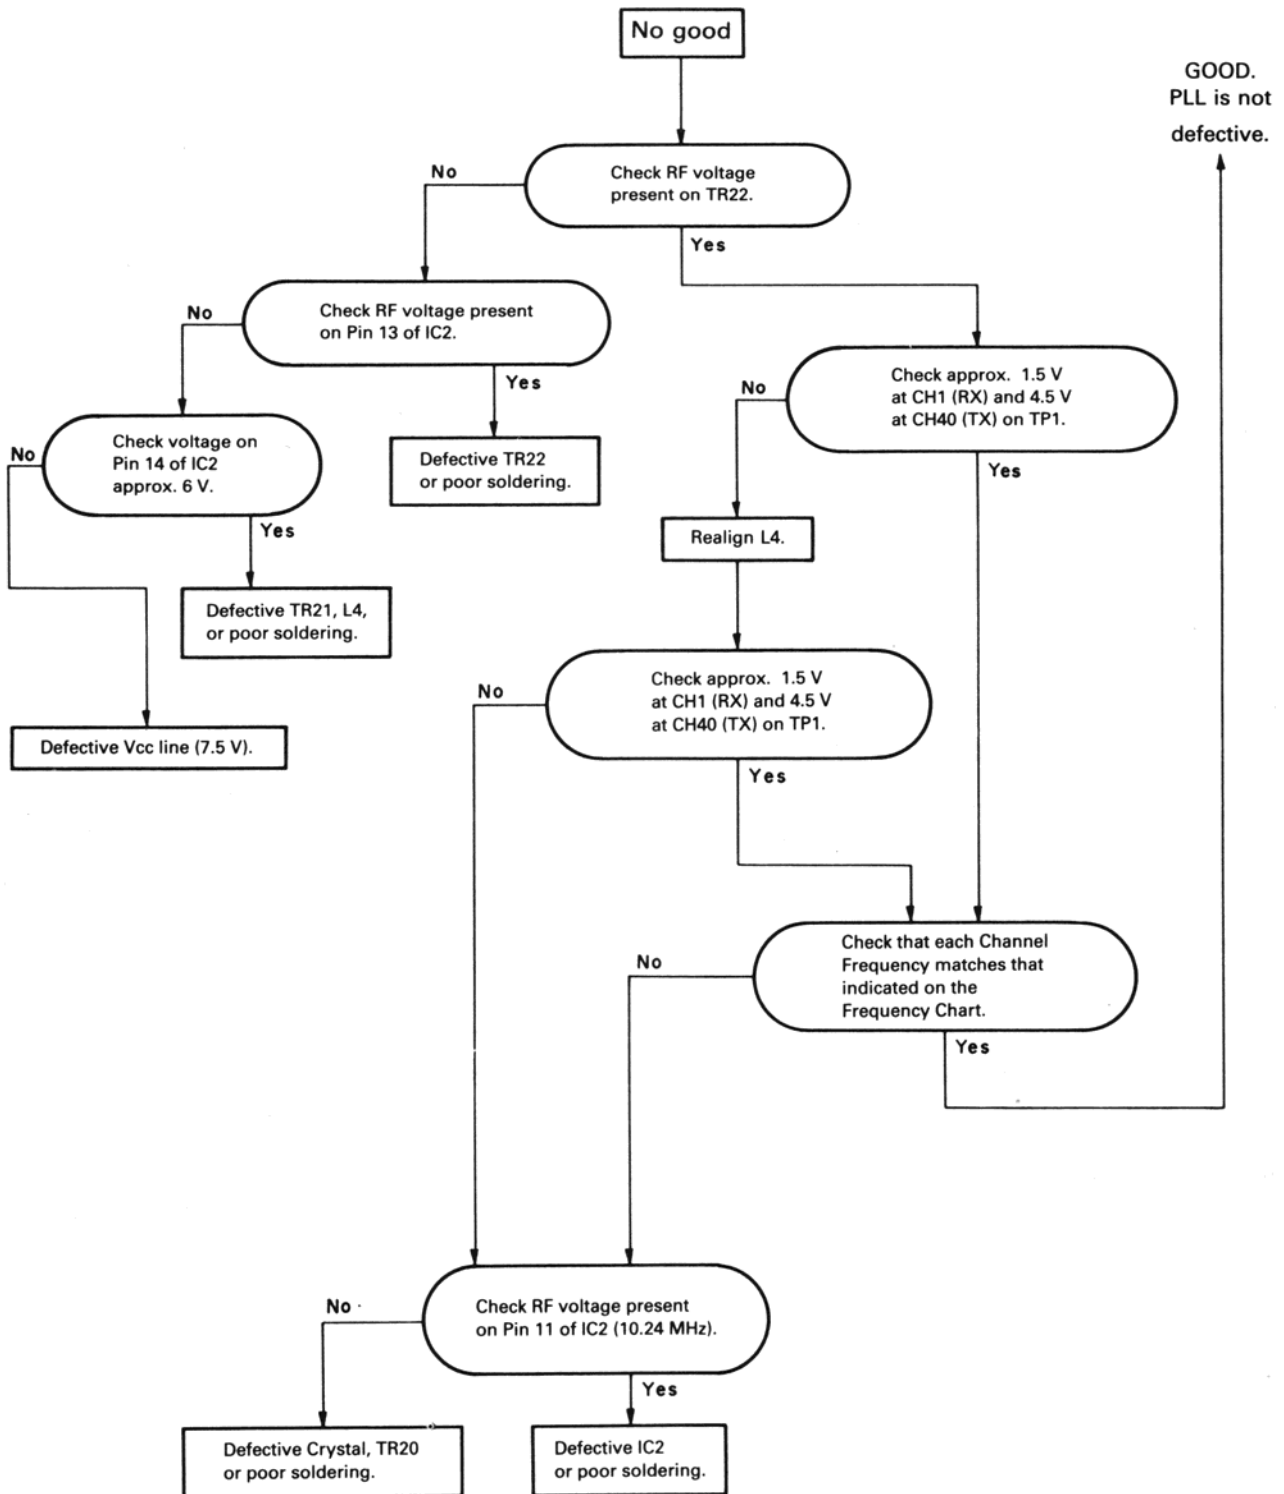 No good
GOOD.
PLL is not
defective.
Check RF voltage
present on TR22.
No
Yes
Check RF voltage present
on Pin 13 of IC2.
No
Yes
Check approx. 1.5 V
at CH1 (RX) and 4.5 V
at CH40 (TX) on TP1.
No
Yes
Check voltage on
Pin 14 of IC2
approx. 6 V.
No
Yes
Defective TR22
or poor soldering.
Realign L4.
Defective TR21, L4,
or poor soldering.
Defective Vcc line (7.5 V).
Check approx. 1.5 V
at CH1 (RX) and 4.5 V
at CH40 (TX) on TP1.
No
Yes
Check that each Channel
Frequency matches that
indicated on the
Frequency Chart.
No
Yes
Check RF voltage present
on Pin 11 of IC2 (10.24 MHz).
No
Yes
Defective Crystal, TR20
or poor soldering.
Defective IC2
or poor soldering.